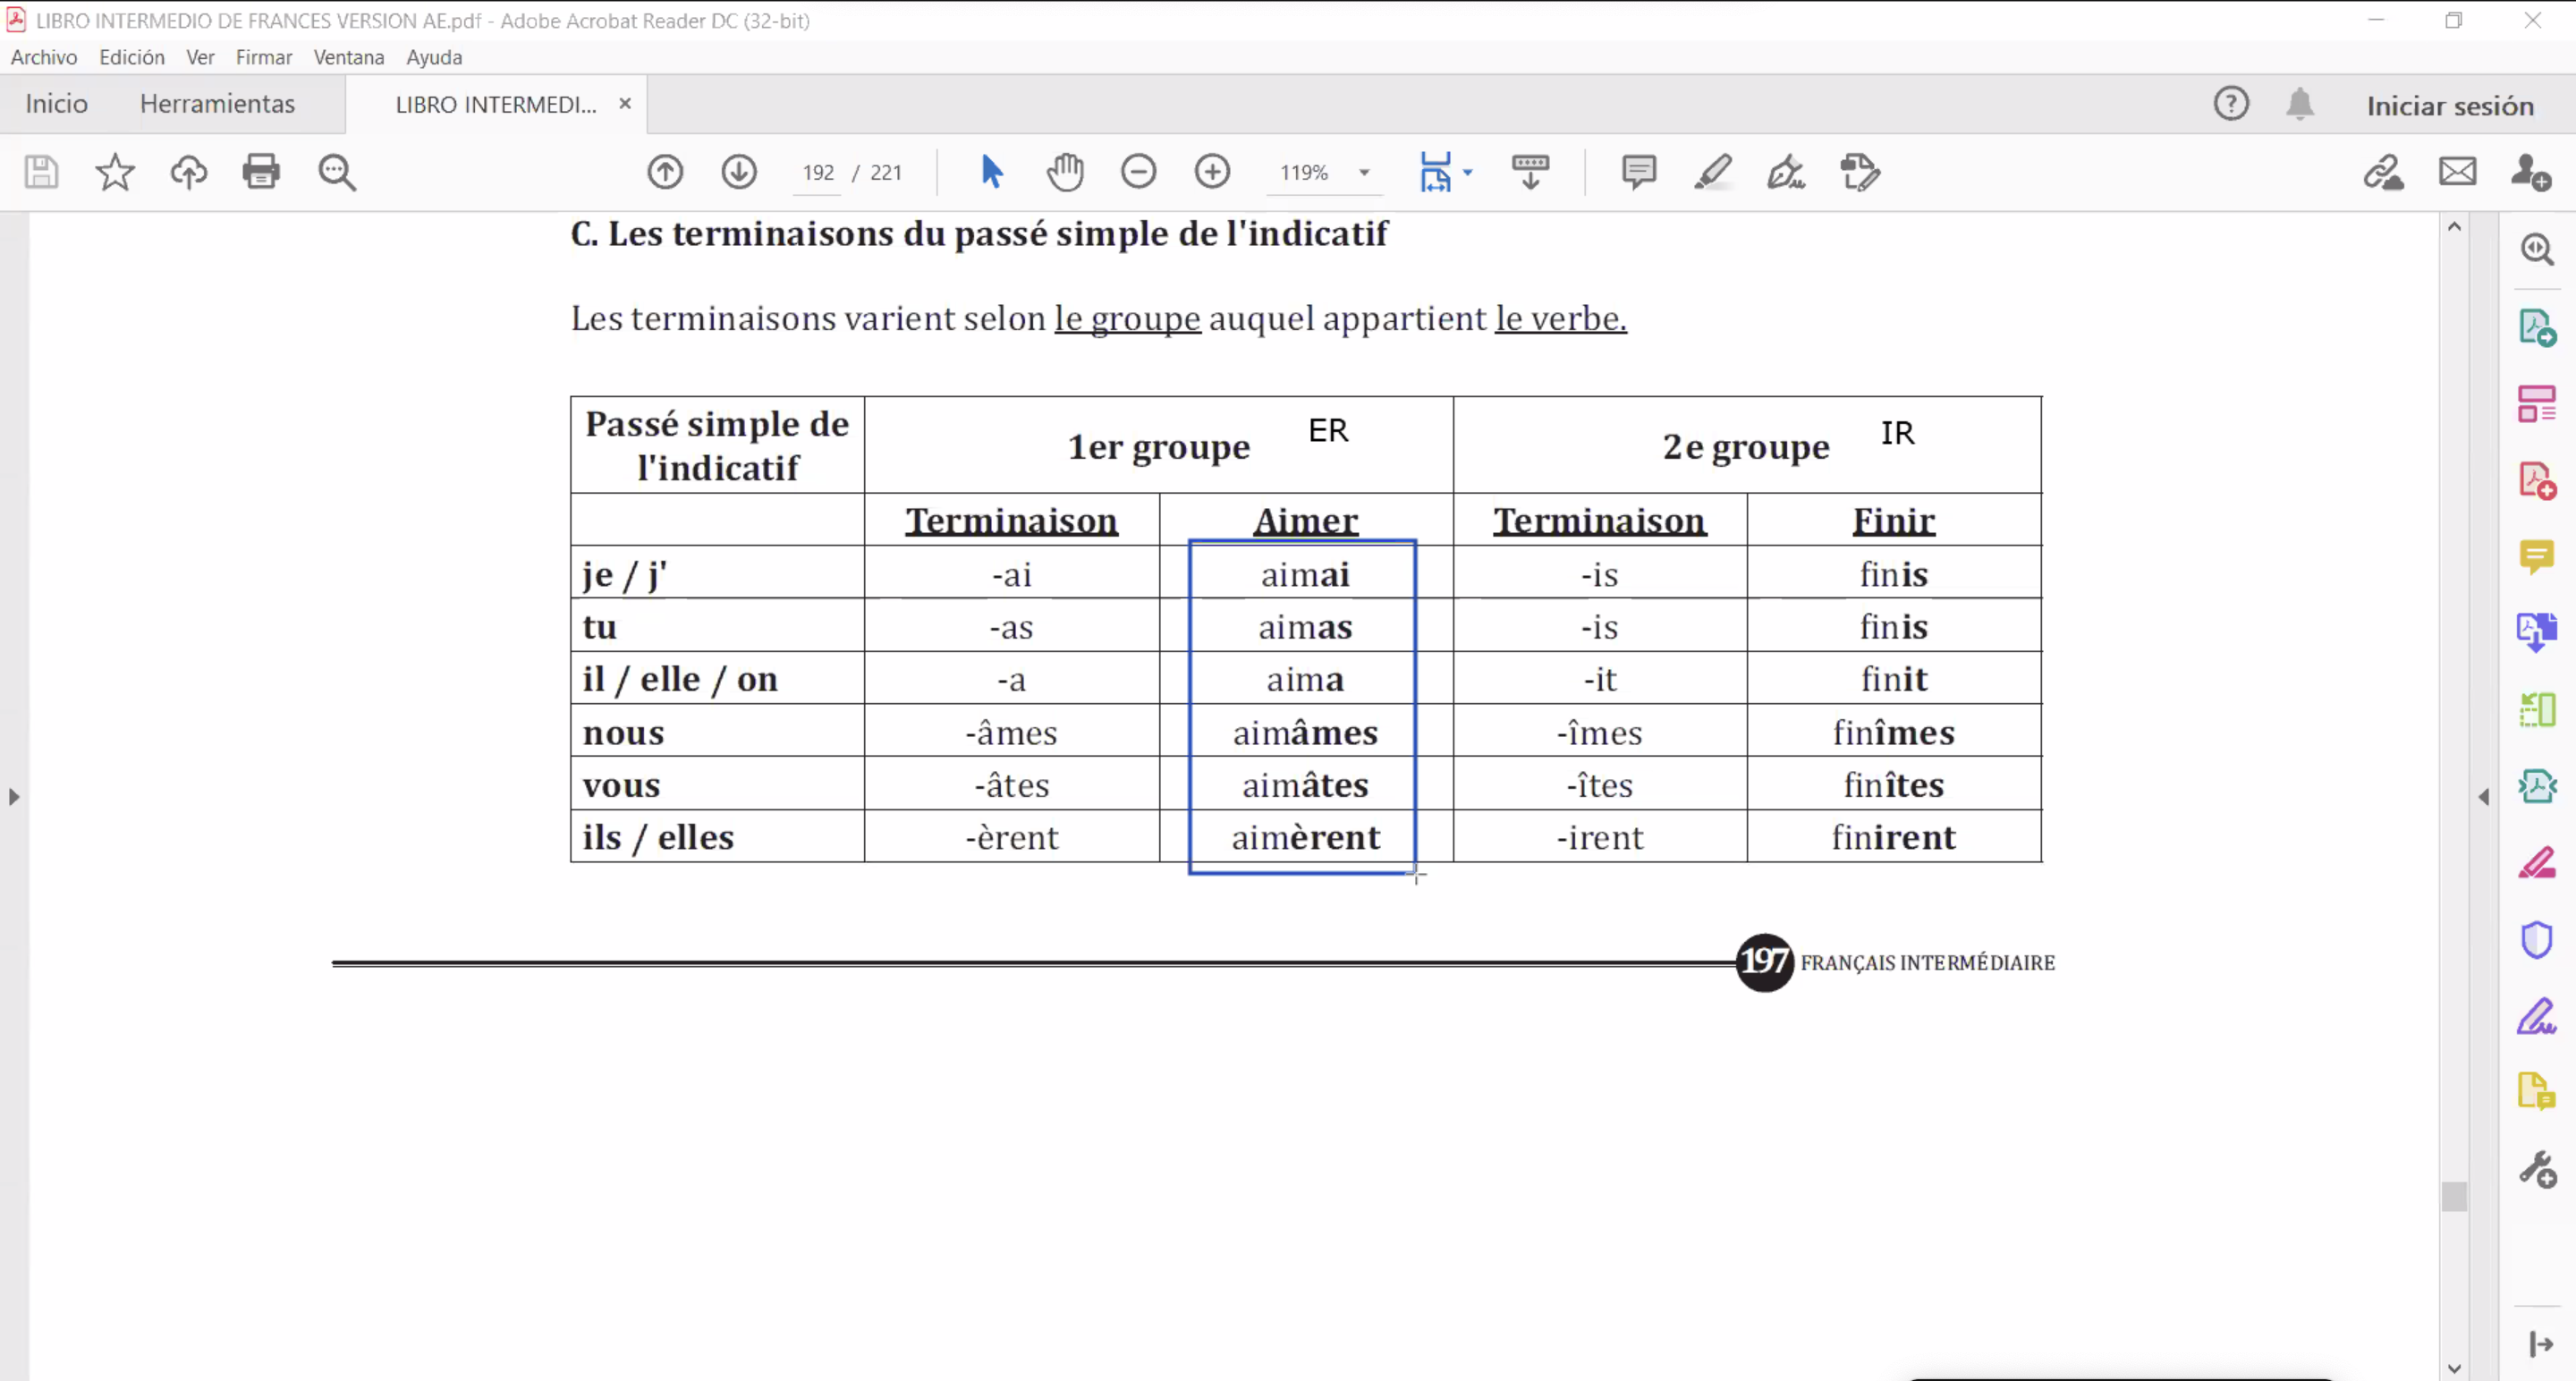 LIBRO INTERMEDIO DE FRANCES VERSION AE.pdf - Adobe Acrobat Reader DC (32-bit)
Archivo Edición Ver Firmar Ventana Ayuda
Inicio Herramientas LIBRO INTERMEDI... × Iniciar sesión
192 / 221 119%
C. Les terminaisons du passé simple de l'indicatif
Les terminaisons varient selon le groupe auquel appartient le verbe.
Passé simple de l'indicatif 1er groupe ER 2e groupe IR
Terminaison Aimer Terminaison Finir
je / j' -ai aimai -is finis
tu -as aimas -is finis
il / elle / on -a aima -it finit
nous -âmes aimâmes -îmes finîmes
vous -âtes aimâtes -îtes finîtes
ils / elles -èrent aimèrent -irent finirent
197 FRANÇAIS INTERMÉDIAIRE